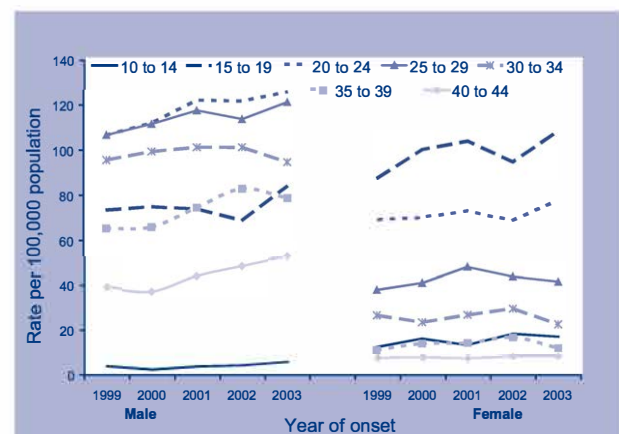 140
120
100
80
60
40
20
0
Rate per 100,000 population
10 to 14 15 to 19 20 to 24 25 to 29 30 to 34
35 to 39 40 to 44
1999 2000 2001 2002 2003 1999 2000 2001 2002 2003
Male Female
Year of onset